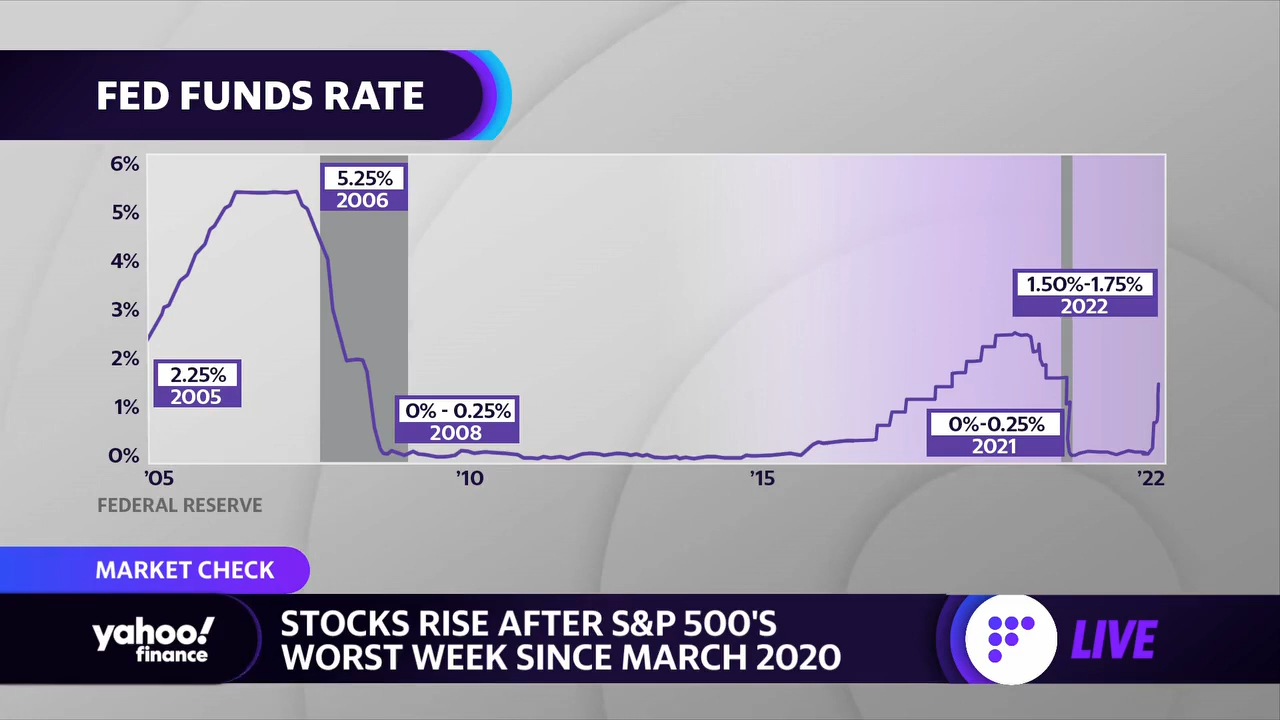 FED FUNDS RATE
6%
5%
4%
3%
2%
1%
0%
5.25%
2006
2.25%
2005
0% - 0.25%
2008
1.50%-1.75%
2022
0%-0.25%
2021
’05
’10
’15
’22
FEDERAL RESERVE
MARKET CHECK
yahoo!
finance
STOCKS RISE AFTER S&P 500'S
WORST WEEK SINCE MARCH 2020
LIVE